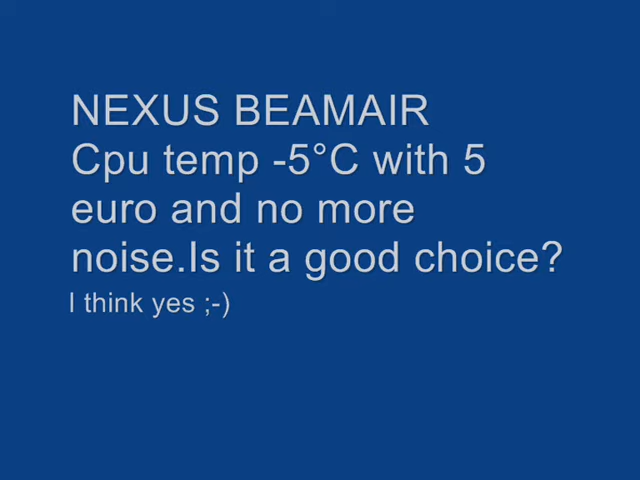 NEXUS BEAMAIR
Cpu temp -5°C with 5
euro and no more
noise.Is it a good choice?
I think yes ;-)